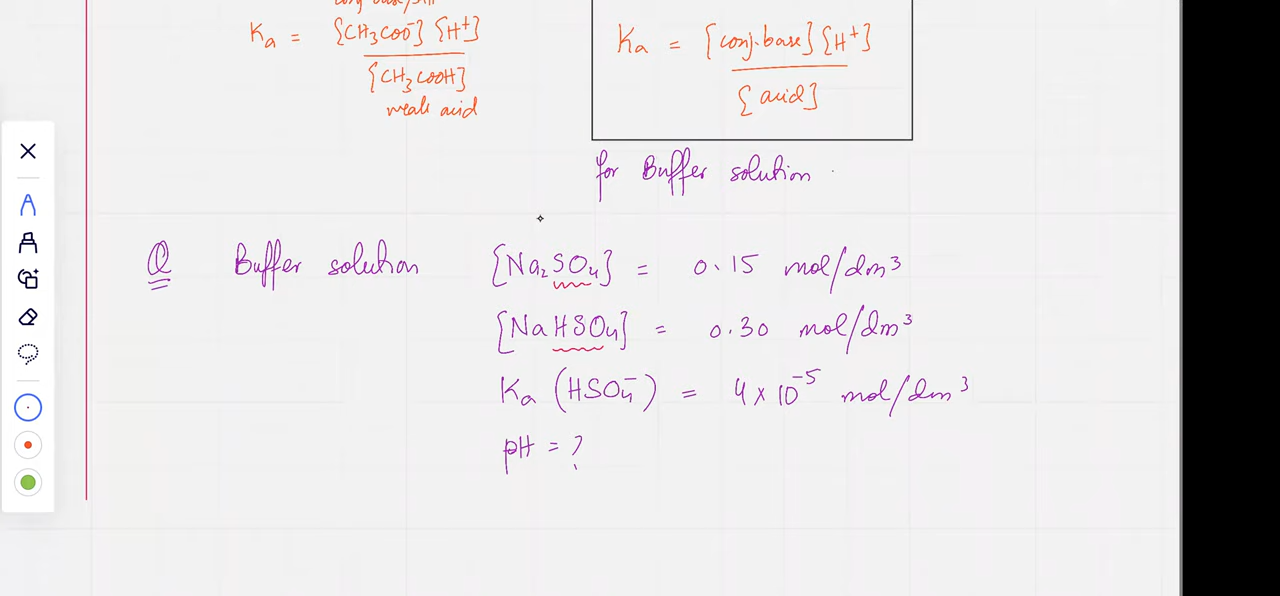 Ka = [CH3COO⁻] [H⁺]
[CH3COOH]
weak acid
Ka = [conj. base] [H⁺]
[acid]
for Buffer solution.
Q Buffer solution [Na2SO4] = 0.15 mol/dm³
[NaHSO4] = 0.30 mol/dm³
Ka (HSO4⁻) = 4 x 10⁻⁵ mol/dm³
pH = ?